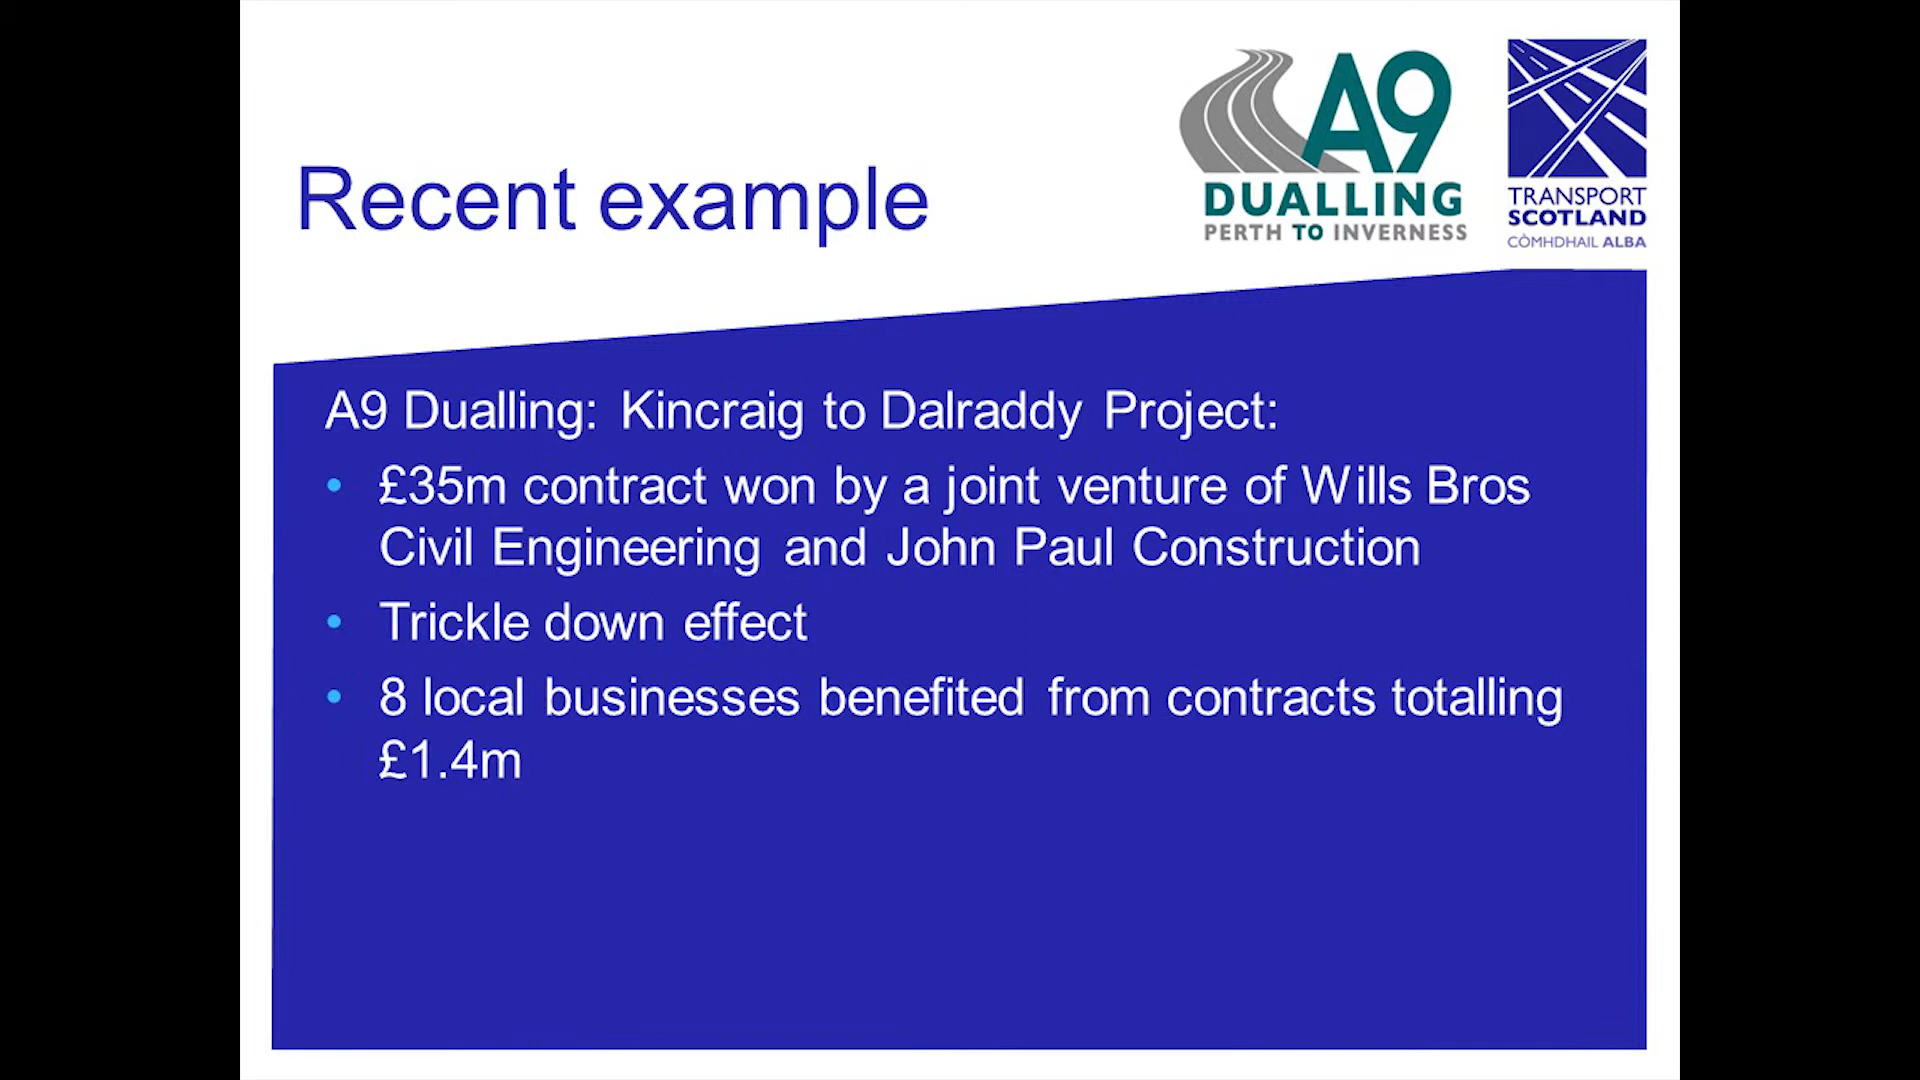 A9
DUALLING
PERTH TO INVERNESS
TRANSPORT
SCOTLAND
CÒMHDHAIL ALBA
Recent example
A9 Dualling: Kincraig to Dalraddy Project:
• £35m contract won by a joint venture of Wills Bros
Civil Engineering and John Paul Construction
• Trickle down effect
• 8 local businesses benefited from contracts totalling
£1.4m